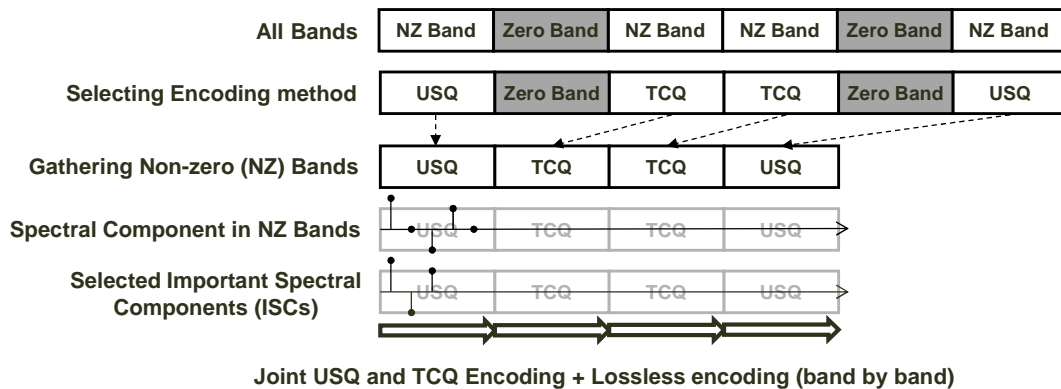 All Bands NZ Band Zero Band NZ Band NZ Band Zero Band NZ Band
Selecting Encoding method USQ Zero Band TCQ TCQ Zero Band USQ
Gathering Non-zero (NZ) Bands USQ TCQ TCQ USQ
Spectral Component in NZ Bands USQ TCQ TCQ USQ
Selected Important Spectral
Components (ISCs) USQ TCQ TCQ USQ
Joint USQ and TCQ Encoding + Lossless encoding (band by band)